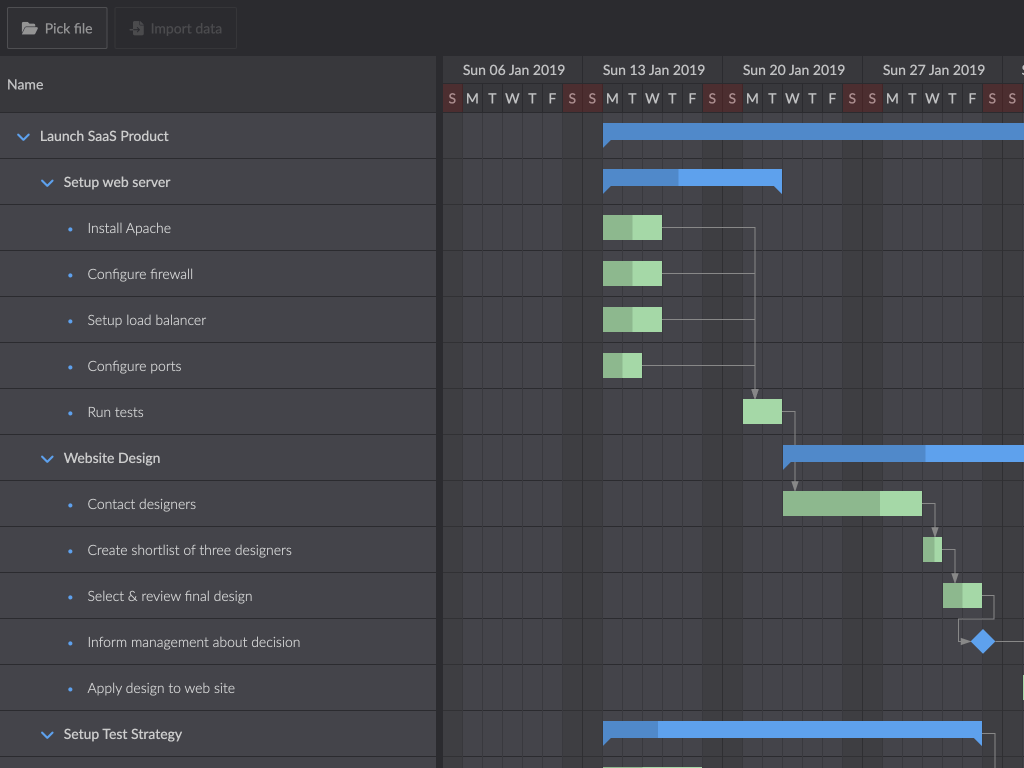 Pick file
Import data
Name
Sun 06 Jan 2019 Sun 13 Jan 2019 Sun 20 Jan 2019 Sun 27 Jan 2019 S
S M T W T F S S M T W T F S S M T W T F S S M T W T F S S
Launch SaaS Product
Setup web server
Install Apache
Configure firewall
Setup load balancer
Configure ports
Run tests
Website Design
Contact designers
Create shortlist of three designers
Select & review final design
Inform management about decision
Apply design to web site
Setup Test Strategy